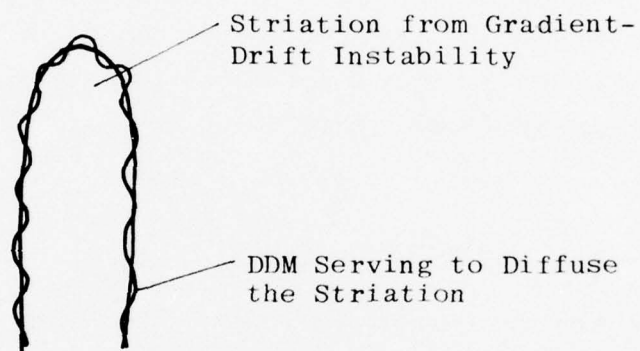 Striation from Gradient-
Drift Instability
DDM Serving to Diffuse
the Striation